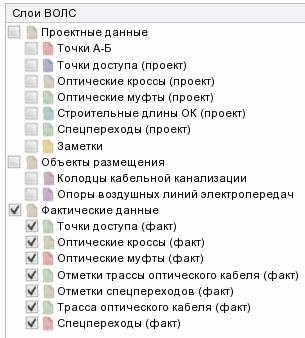 Слои ВОЛС
Проектные данные
Точки А-Б
Точки доступа (проект)
Оптические кроссы (проект)
Оптические муфты (проект)
Строительные длины ОК (проект)
Спецпереходы (проект)
Заметки
Объекты размещения
Колодцы кабельной канализации
Опоры воздушных линий электропередач
Фактические данные
Точки доступа (факт)
Оптические кроссы (факт)
Оптические муфты (факт)
Отметки трассы оптического кабеля (факт)
Отметки спецпереходов (факт)
Трасса оптического кабеля (факт)
Спецпереходы (факт)